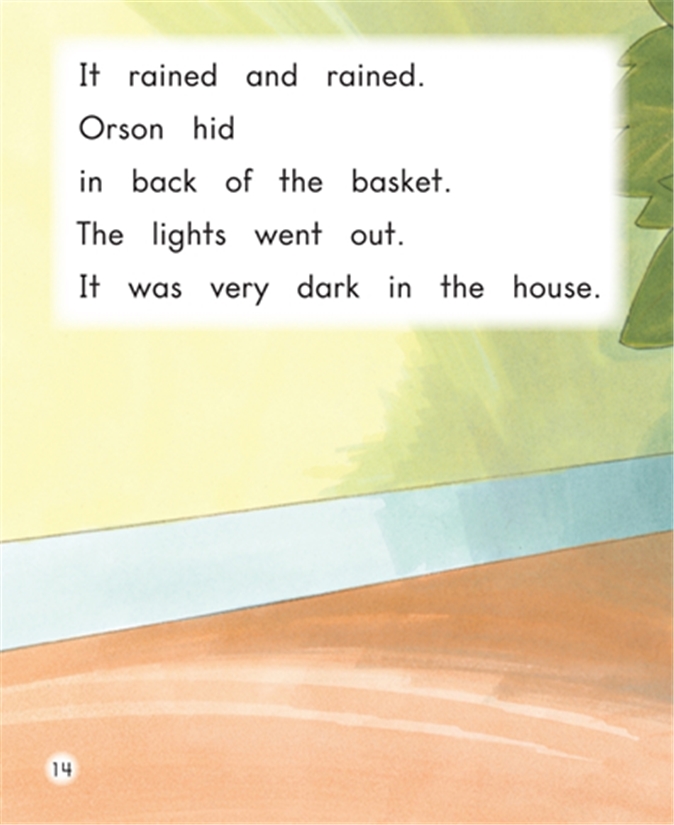 It rained and rained.
Orson hid
in back of the basket.
The lights went out.
It was very dark in the house.
14